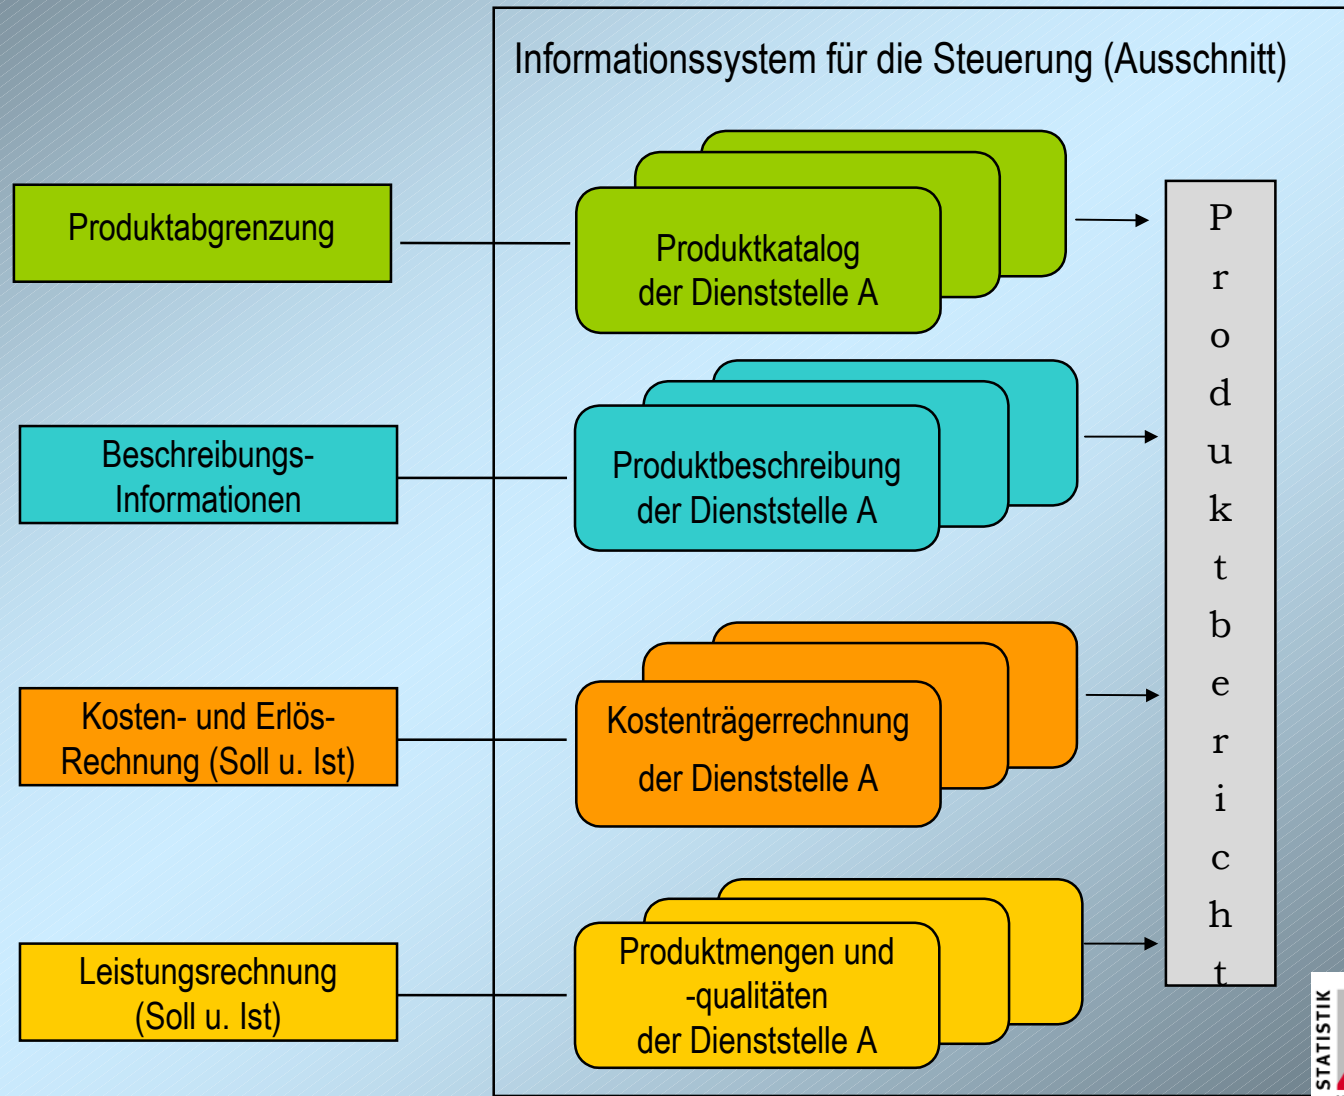 Informationssystem für die Steuerung (Ausschnitt)
Produktabgrenzung
Produktkatalog
der Dienststelle A
Beschreibungs-
Informationen
Produktbeschreibung
der Dienststelle A
Kosten- und Erlös-
Rechnung (Soll u. Ist)
Kostenträgerrechnung
der Dienststelle A
Leistungsrechnung
(Soll u. Ist)
Produktmengen und
-qualitäten
der Dienststelle A
P
r
o
d
u
k
t
b
e
r
i
c
h
t
STATISTIK